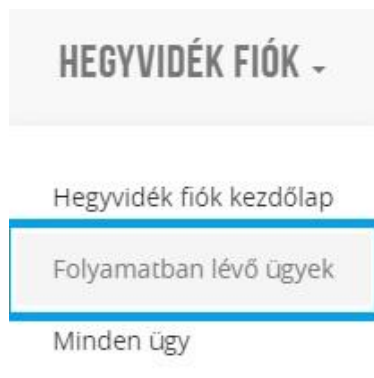 HEGYVIDÉK FIÓK
Hegyvidék fiók kezdőlap
Folyamatban lévő ügyek
Minden ügy